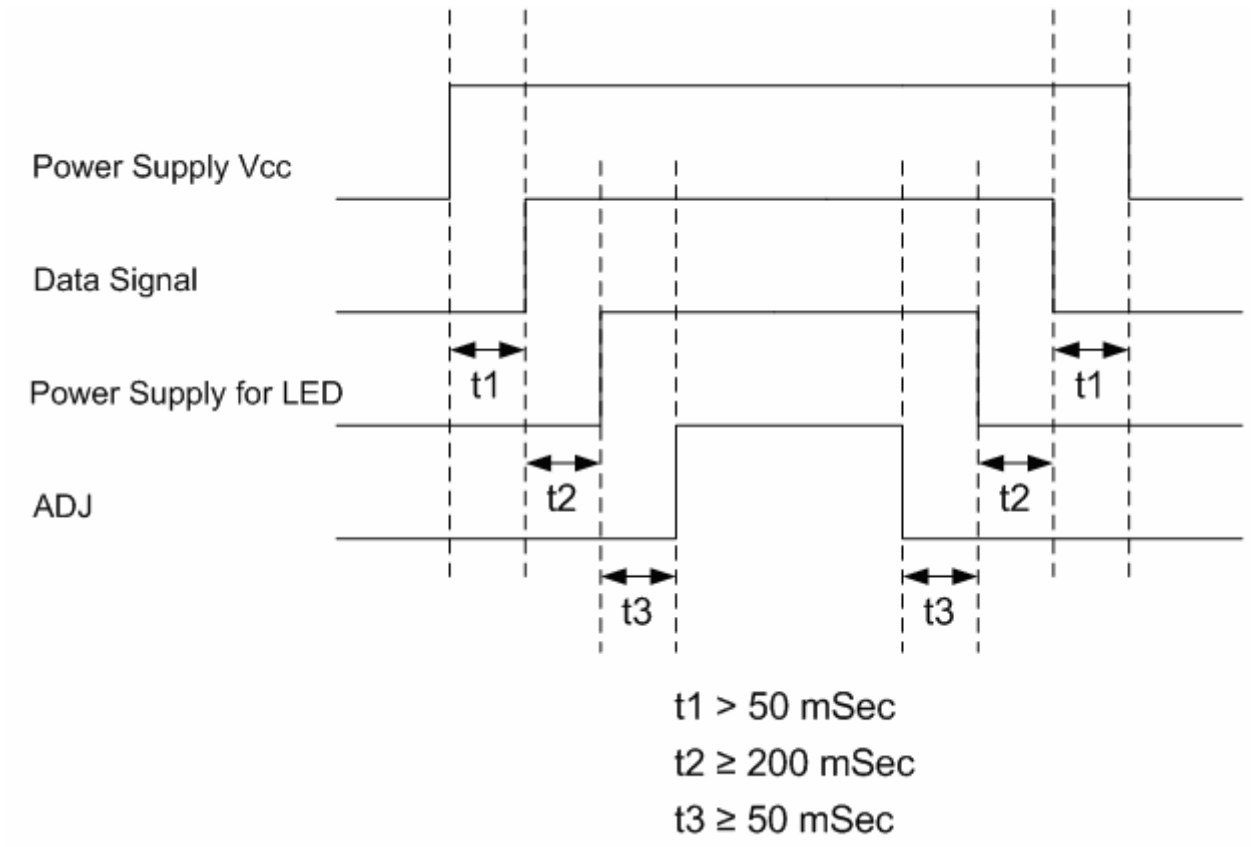 Power Supply Vcc
Data Signal
Power Supply for LED
t1
t1
ADJ
t2
t2
t3
t3
t1 > 50 mSec
t2 ≥ 200 mSec
t3 ≥ 50 mSec